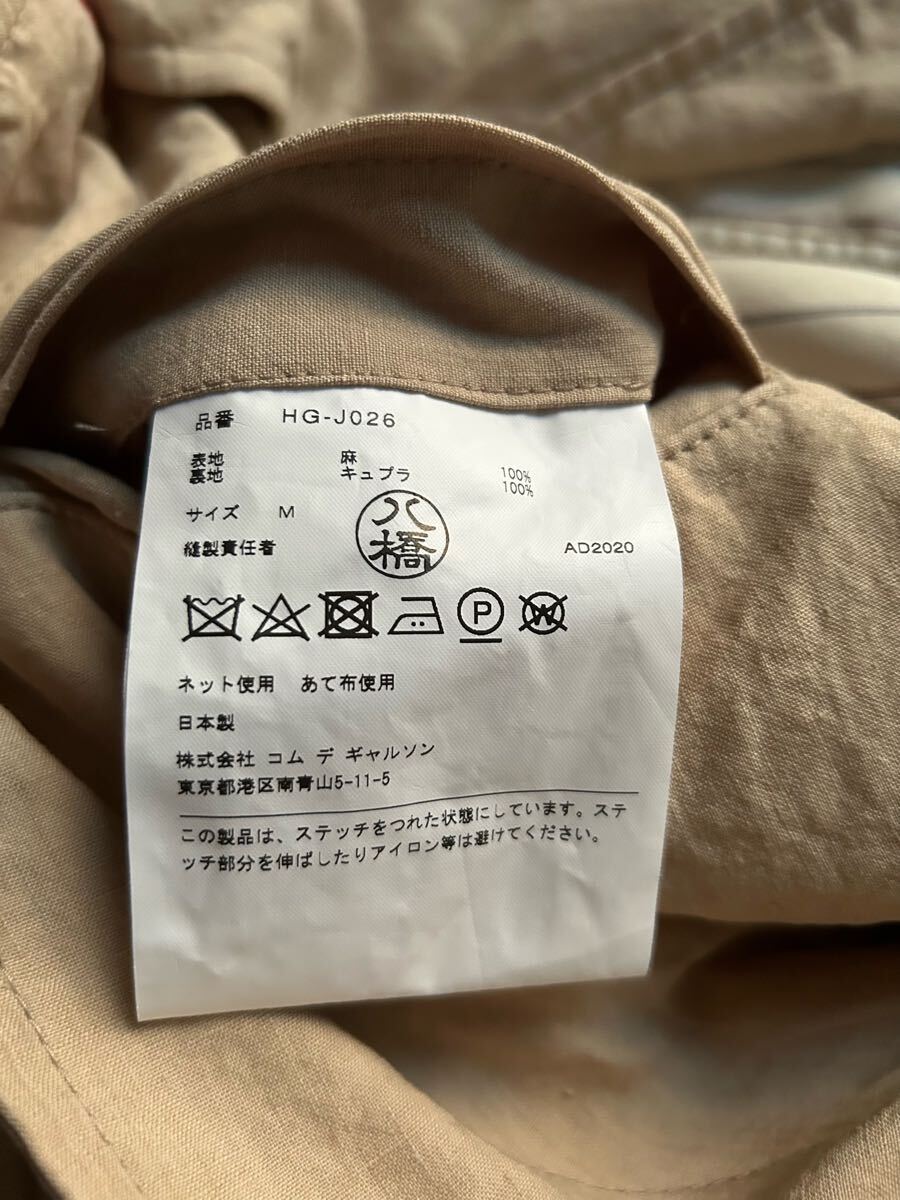 品番 HG-J026
表地 麻 100%
裏地 キュプラ 100%
サイズ M
八橋
縫製責任者 AD2020
P W
ネット使用 あて布使用
日本製
株式会社 コム デ ギャルソン
東京都港区南青山5-11-5
この製品は、ステッチをつれた状態にしています。ステ
ッチ部分を伸ばしたりアイロン等は避けてください。